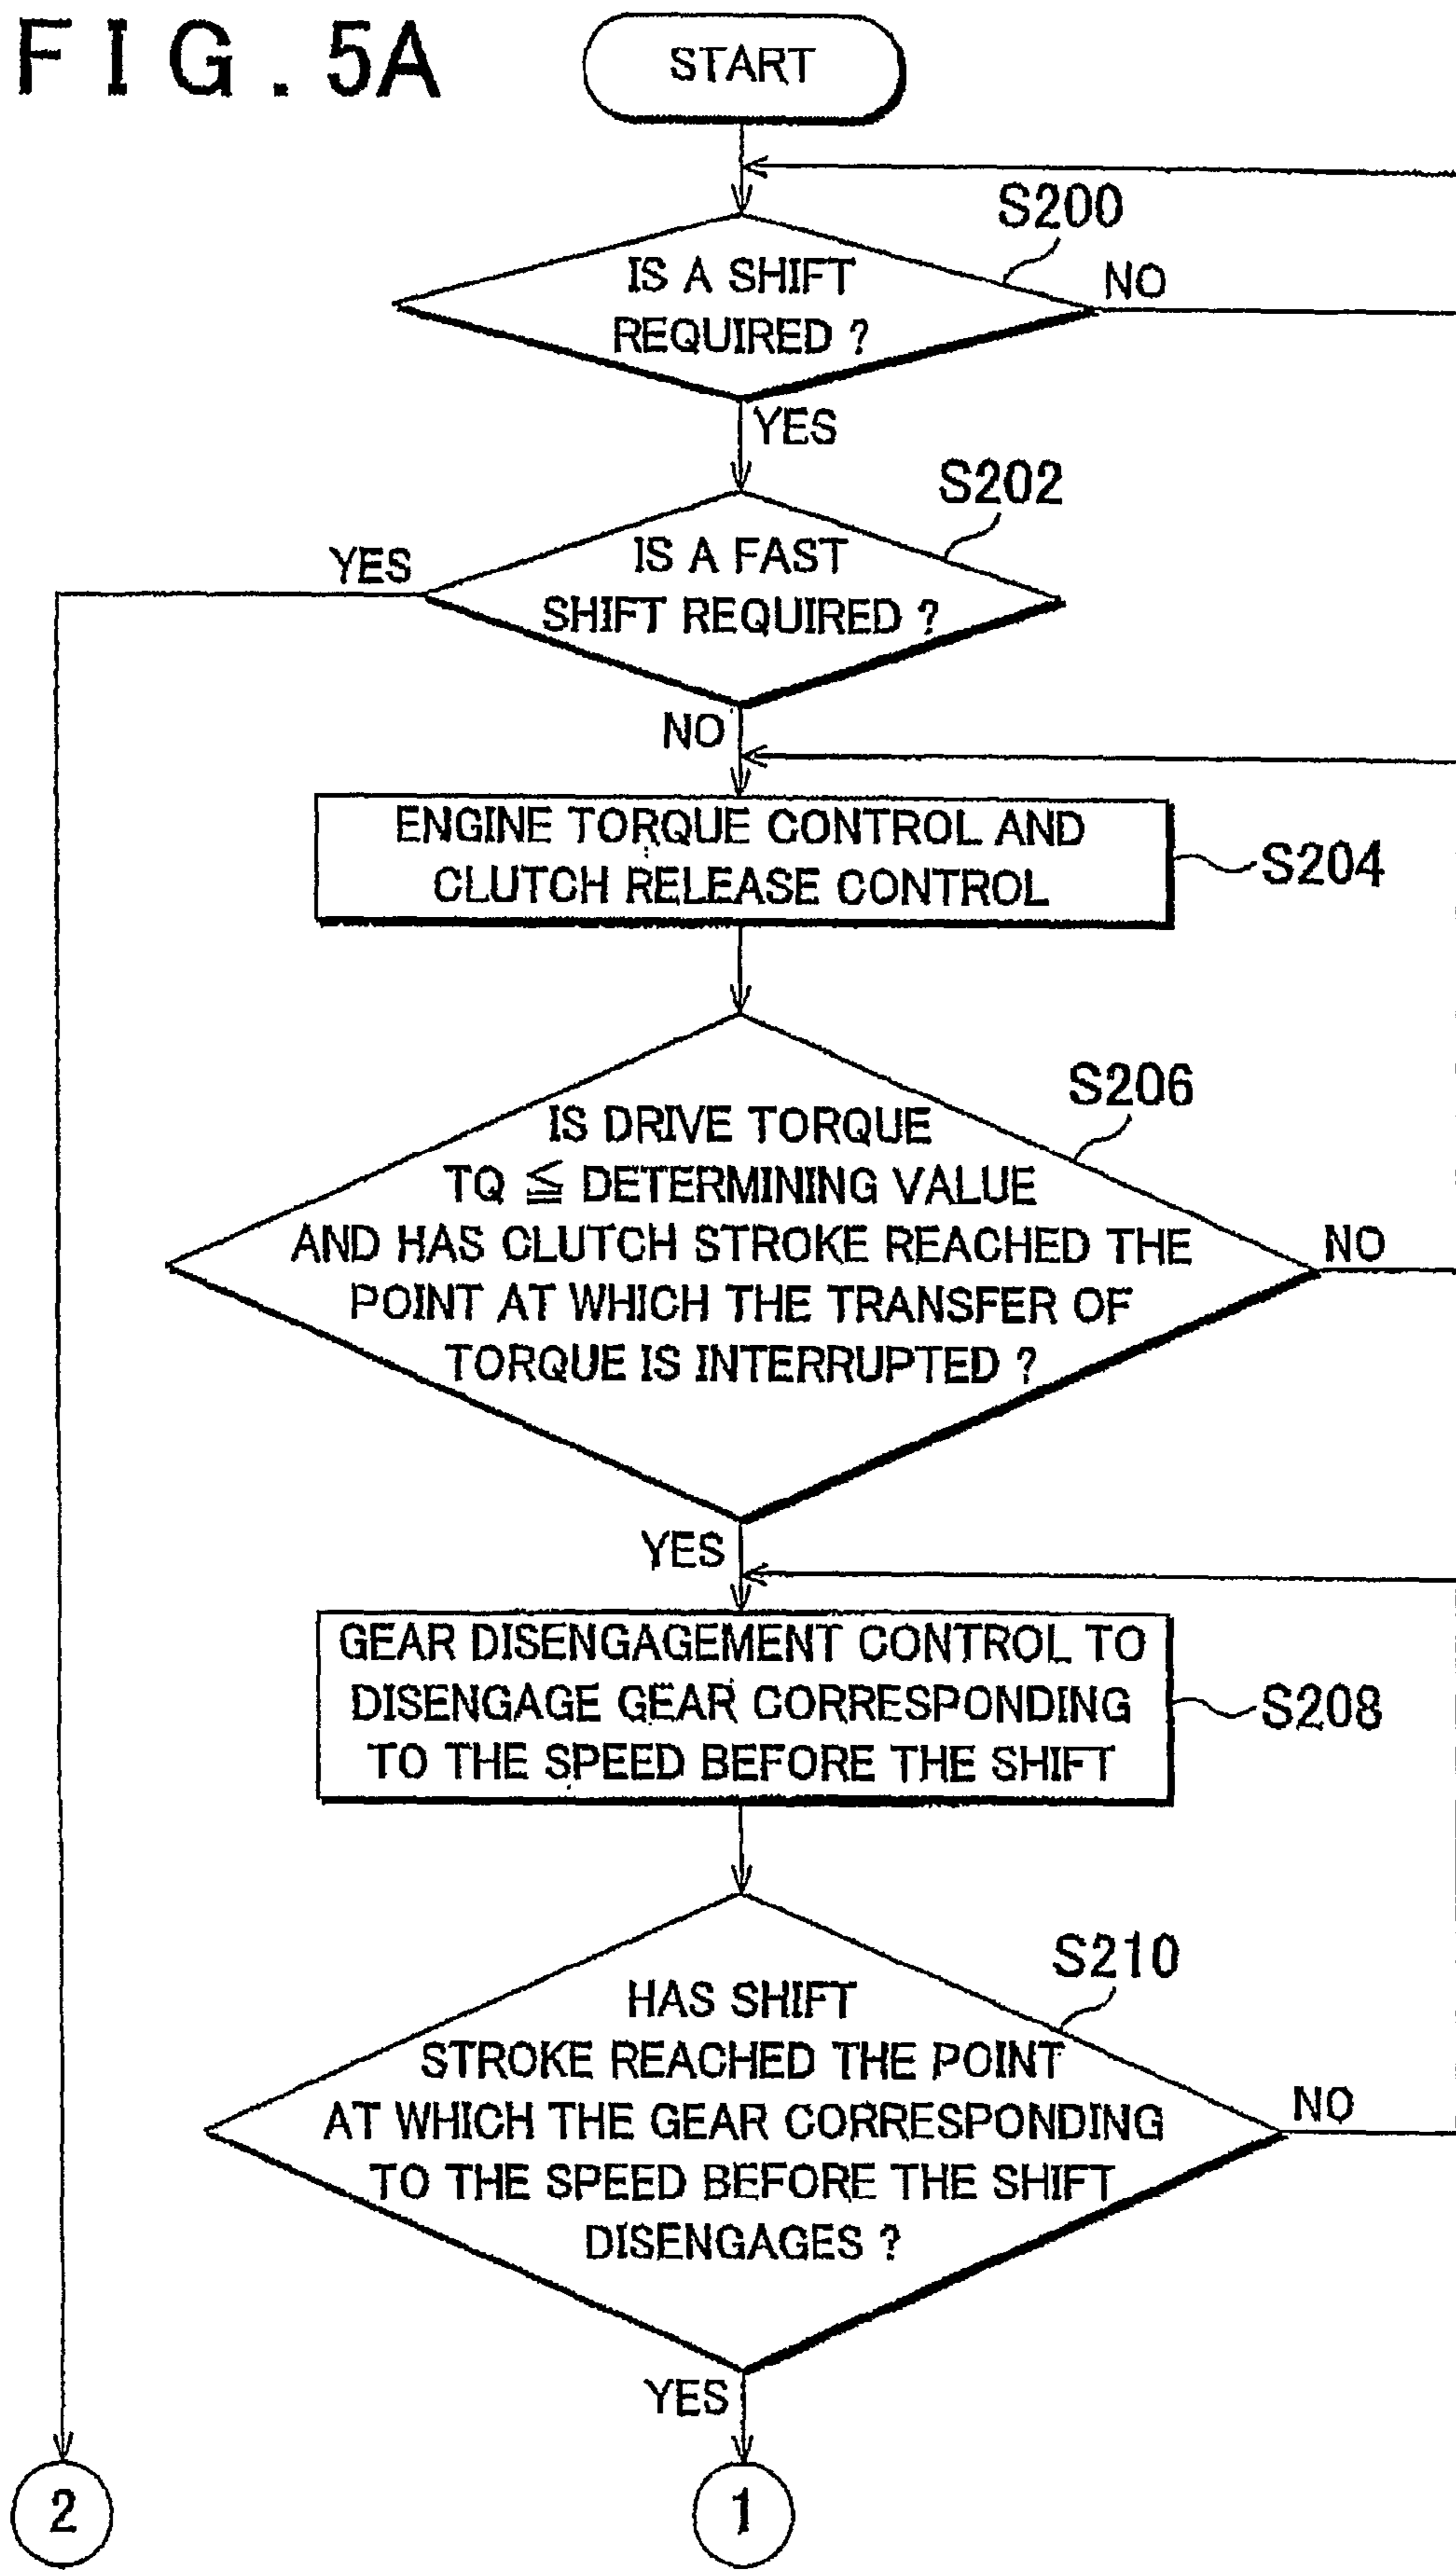 FIG. 5A
START
S200
IS A SHIFT
REQUIRED ?
NO
YES
S202
IS A FAST
SHIFT REQUIRED ?
YES
NO
ENGINE TORQUE CONTROL AND
CLUTCH RELEASE CONTROL
S204
S206
IS DRIVE TORQUE
TQ ≦ DETERMINING VALUE
AND HAS CLUTCH STROKE REACHED THE
POINT AT WHICH THE TRANSFER OF
TORQUE IS INTERRUPTED ?
NO
YES
GEAR DISENGAGEMENT CONTROL TO
DISENGAGE GEAR CORRESPONDING
TO THE SPEED BEFORE THE SHIFT
S208
S210
HAS SHIFT
STROKE REACHED THE POINT
AT WHICH THE GEAR CORRESPONDING
TO THE SPEED BEFORE THE SHIFT
DISENGAGES ?
NO
YES
2
1